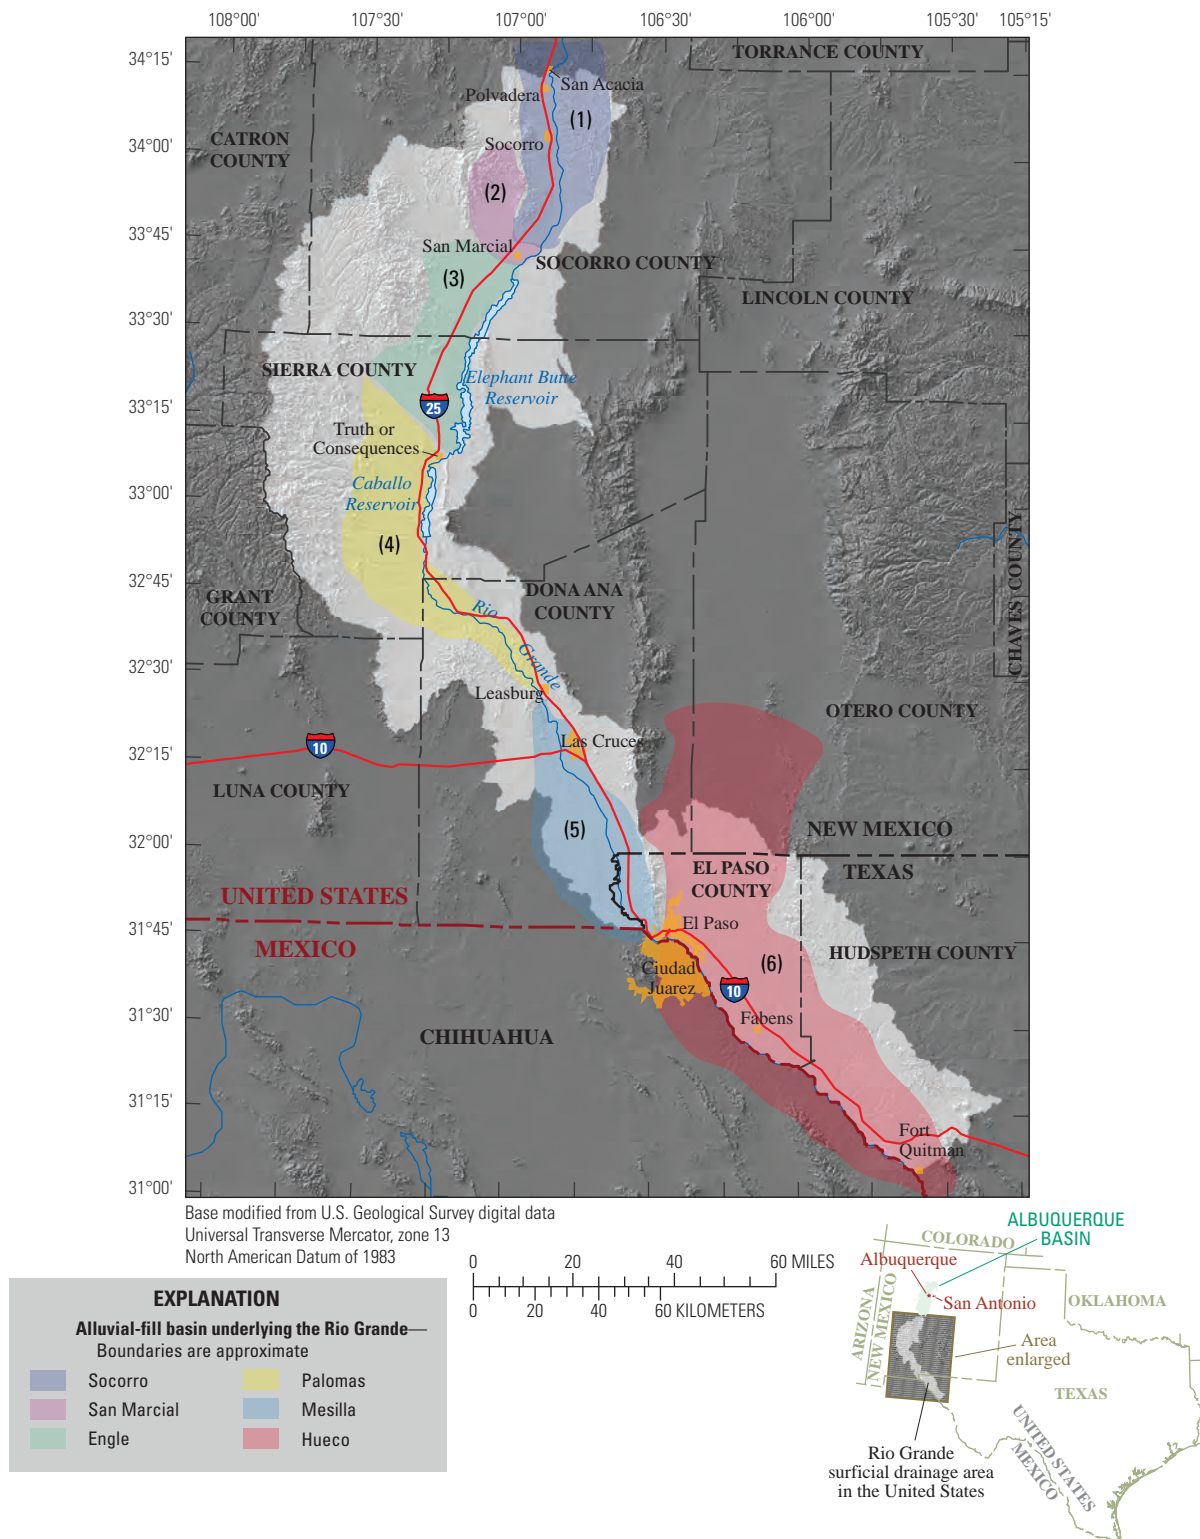 108°00'
107°30'
107°00'
106°30'
106°00'
105°30'
105°15'
34°15'
34°00'
33°45'
33°30'
33°15'
33°00'
32°45'
32°30'
32°15'
32°00'
31°45'
31°30'
31°15'
31°00'
TORRANCE COUNTY
San Acacia
Polvadera
(1)
CATRON
COUNTY
Socorro
(2)
San Marcial
SOCORRO COUNTY
(3)
LINCOLN COUNTY
SIERRA COUNTY
Elephant Butte
Reservoir
25
Truth or
Consequences
Caballo
Reservoir
(4)
CHAVES COUNTY
GRANT
COUNTY
DONA ANA
COUNTY
Rio
Grande
Leasburg
OTERO COUNTY
Las Cruces
10
LUNA COUNTY
(5)
NEW MEXICO
TEXAS
EL PASO
COUNTY
UNITED STATES
MEXICO
El Paso
HUDSPETH COUNTY
Ciudad
Juarez
(6)
10
Fabens
CHIHUAHUA
Fort
Quitman
Base modified from U.S. Geological Survey digital data
Universal Transverse Mercator, zone 13
North American Datum of 1983
0 20 40 60 MILES
0 20 40 60 KILOMETERS
EXPLANATION
Alluvial-fill basin underlying the Rio Grande—
Boundaries are approximate
Socorro
San Marcial
Engle
Palomas
Mesilla
Hueco
ALBUQUERQUE
BASIN
COLORADO
Albuquerque
San Antonio
OKLAHOMA
ARIZONA
NEW MEXICO
Area
enlarged
TEXAS
UNITED STATES
MEXICO
Rio Grande
surficial drainage area
in the United States